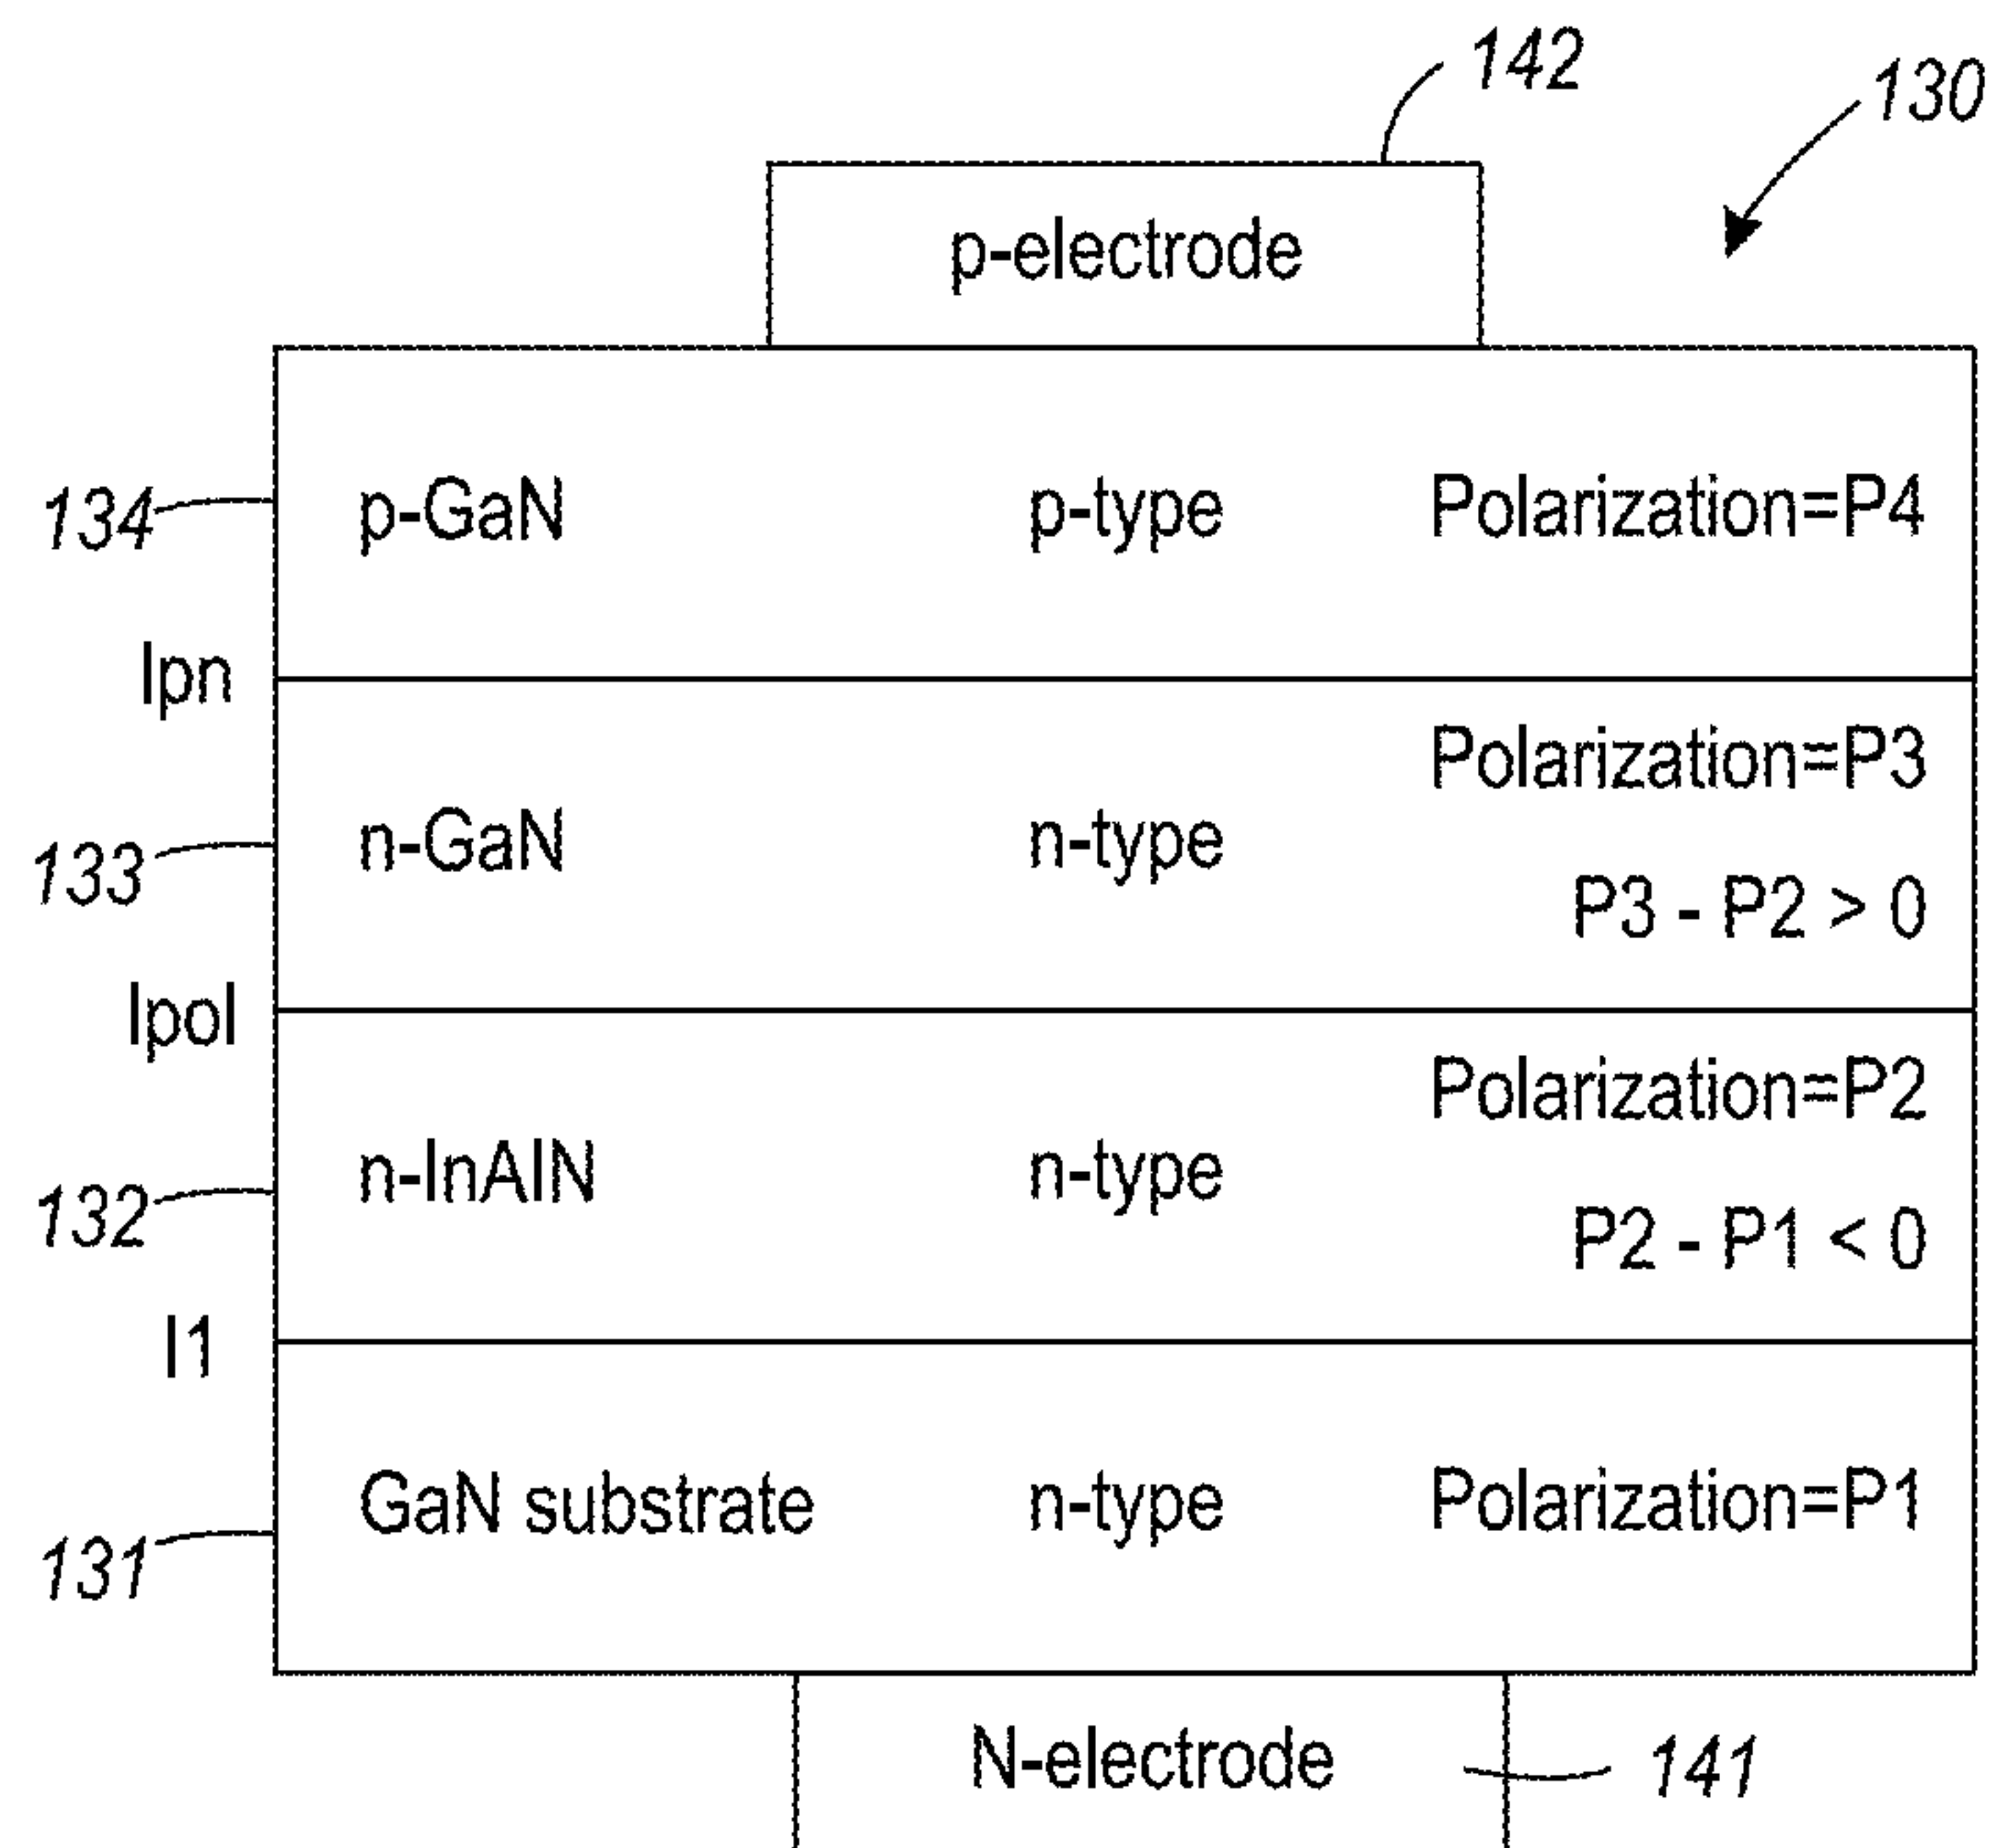 142
130
p-electrode
134 p-GaN p-type Polarization=P4
Ipn
Polarization=P3
133 n-GaN n-type
P3 - P2 > 0
Ipol
Polarization=P2
132 n-InAlN n-type
P2 - P1 < 0
I1
131 GaN substrate n-type Polarization=P1
N-electrode 141